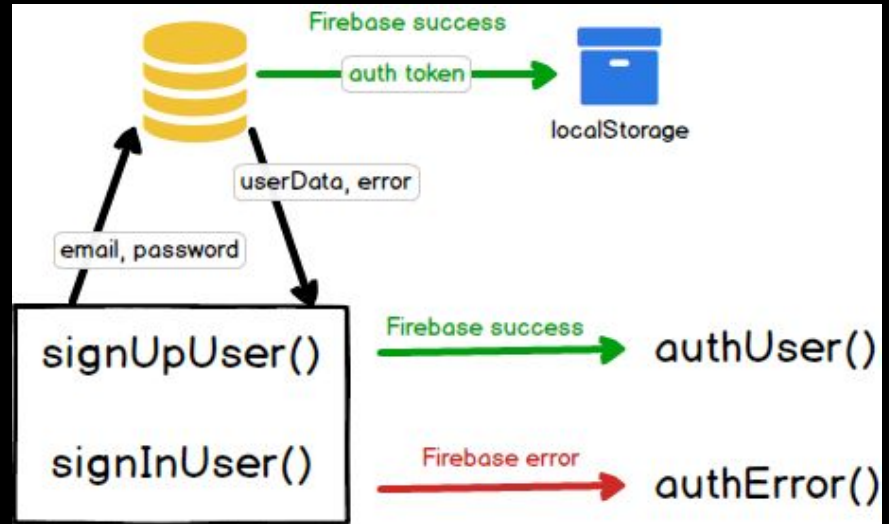 Firebase success
auth token
localStorage
userData, error
email, password
signUpUser()
Firebase success
authUser()
signInUser()
Firebase error
authError()